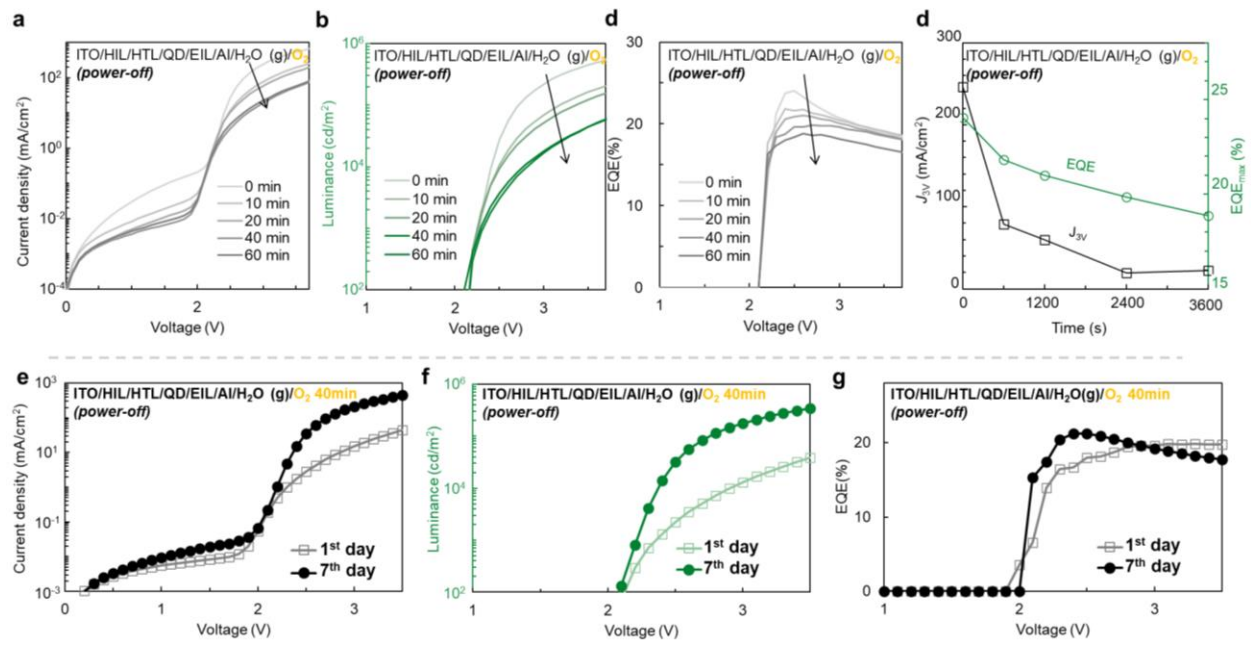 a
ITO/HIL/HTL/QD/EIL/Al/H2O (g)/O2
(power-off)
Current density (mA/cm2)
10^2
10^0
10^-2
10^-4
0 min
10 min
20 min
40 min
60 min
0
2
Voltage (V)
b
ITO/HIL/HTL/QD/EIL/Al/H2O (g)/O2
(power-off)
Luminance (cd/m2)
10^6
10^4
10^2
0 min
10 min
20 min
40 min
60 min
1
2
3
Voltage (V)
d
ITO/HIL/HTL/QD/EIL/Al/H2O (g)/O2
(power-off)
EQE(%)
30
20
10
0
0 min
10 min
20 min
40 min
60 min
1
2
3
Voltage (V)
d
ITO/HIL/HTL/QD/EIL/Al/H2O (g)/O2
(power-off)
J3V (mA/cm2)
300
200
100
0
EQE
J3V
25
20
15
EQEmax (%)
0
1200
2400
3600
Time (s)
e
ITO/HIL/HTL/QD/EIL/Al/H2O (g)/O2 40min
(power-off)
Current density (mA/cm2)
10^3
10^1
10^-1
10^-3
1st day
7th day
0
1
2
3
Voltage (V)
f
ITO/HIL/HTL/QD/EIL/Al/H2O (g)/O2 40min
(power-off)
Luminance (cd/m2)
10^6
10^4
10^2
1st day
7th day
1
2
3
Voltage (V)
g
ITO/HIL/HTL/QD/EIL/Al/H2O(g)/O2 40min
(power-off)
EQE(%)
20
10
0
1st day
7th day
1
2
3
Voltage (V)